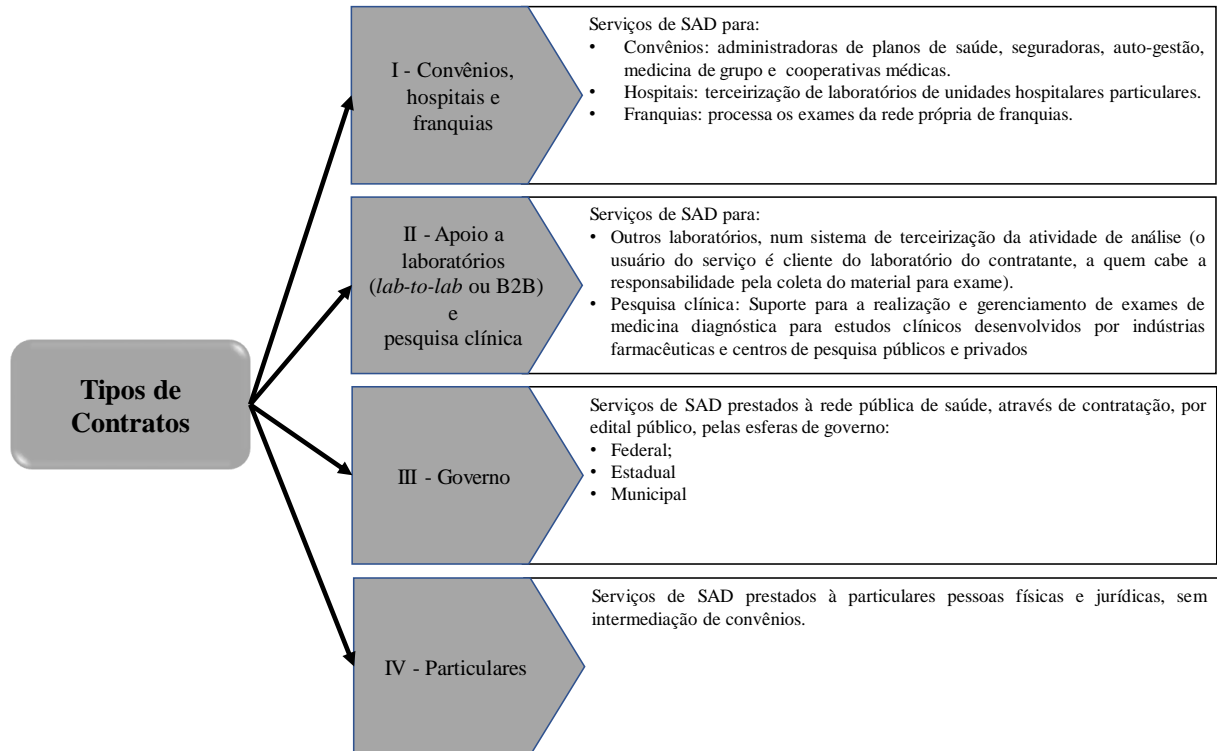 Tipos de
Contratos
I - Convênios,
hospitais e
franquias
Serviços de SAD para:
• Convênios: administradoras de planos de saúde, seguradoras, auto-gestão,
medicina de grupo e cooperativas médicas.
• Hospitais: terceirização de laboratórios de unidades hospitalares particulares.
• Franquias: processa os exames da rede própria de franquias.
II - Apoio a
laboratórios
(lab-to-lab ou B2B)
e
pesquisa clínica
Serviços de SAD para:
• Outros laboratórios, num sistema de terceirização da atividade de análise (o
usuário do serviço é cliente do laboratório do contratante, a quem cabe a
responsabilidade pela coleta do material para exame).
• Pesquisa clínica: Suporte para a realização e gerenciamento de exames de
medicina diagnóstica para estudos clínicos desenvolvidos por indústrias
farmacêuticas e centros de pesquisa públicos e privados
III - Governo
Serviços de SAD prestados à rede pública de saúde, através de contratação, por
edital público, pelas esferas de governo:
• Federal;
• Estadual
• Municipal
IV - Particulares
Serviços de SAD prestados à particulares pessoas físicas e jurídicas, sem
intermediação de convênios.